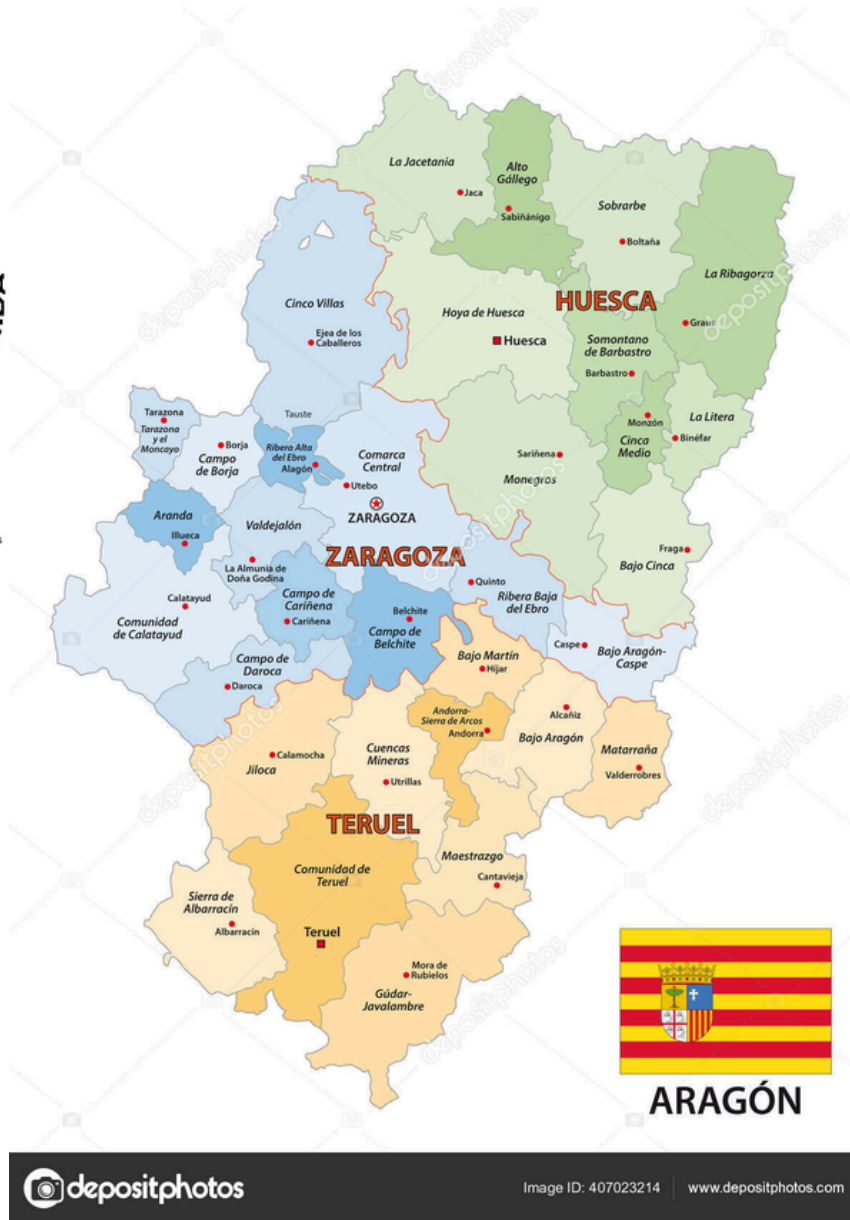 La Jacetania
Jaca
Alto
Gállego
Sabiñánigo
Sobrarbe
Boltaña
La Ribagorza
Graus
HUESCA
Hoya de Huesca
Huesca
Somontano
de Barbastro
Barbastro
Monzón
Cinca
Medio
La Litera
Binéfar
Sariñena
Monegros
Fraga
Bajo Cinca
Cinco Villas
Ejea de los
Caballeros
Tauste
Tarazona
Tarazona
y el
Moncayo
Borja
Campo
de Borja
Ribera Alta
del Ebro
Alagón
Comarca
Central
Utebo
ZARAGOZA
Aranda
Illueca
Valdejalón
La Almunia de
Doña Godina
ZARAGOZA
Calatayud
Comunidad
de Calatayud
Campo de
Cariñena
Cariñena
Belchite
Campo de
Belchite
Quinto
Ribera Baja
del Ebro
Caspe
Bajo Aragón-
Caspe
Campo de
Daroca
Daroca
Bajo Martín
Híjar
Andorra-
Sierra de Arcos
Andorra
Alcañiz
Bajo Aragón
Matarraña
Valderrobres
Calamocha
Jiloca
Cuencas
Mineras
Utrillas
TERUEL
Maestrazgo
Cantavieja
Comunidad de
Teruel
Teruel
Sierra de
Albarracín
Albarracín
Mora de
Rubielos
Gúdar-
Javalambre
ARAGÓN
depositphotos
Image ID: 407023214
www.depositphotos.com